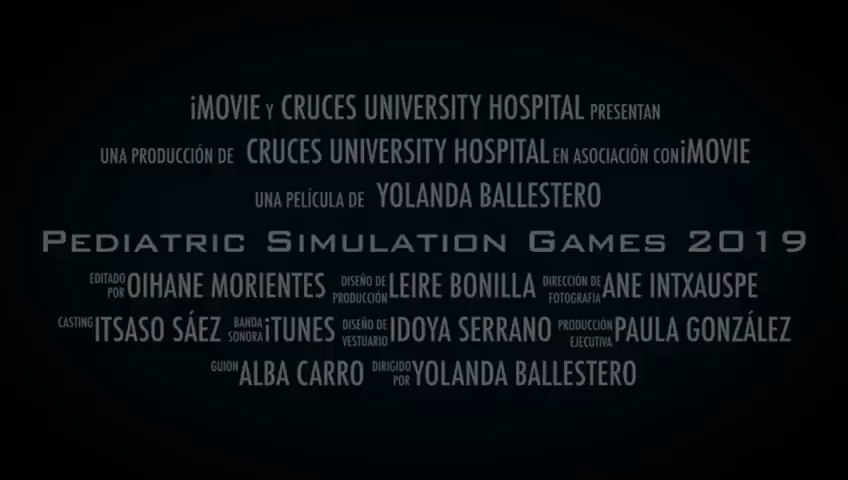 iMOVIE Y CRUCES UNIVERSITY HOSPITAL PRESENTAN
UNA PRODUCCIÓN DE CRUCES UNIVERSITY HOSPITAL EN ASOCIACIÓN CON iMOVIE
UNA PELÍCULA DE YOLANDA BALLESTERO
PEDIATRIC SIMULATION GAMES 2019
EDITADO POR OIHANE MORIENTES DISEÑO DE PRODUCCIÓN LEIRE BONILLA DIRECCIÓN DE FOTOGRAFÍA ANE INTXAUSPE
CASTING ITSASO SÁEZ BANDA SONORA iTUNES DISEÑO DE VESTUARIO IDOYA SERRANO PRODUCCIÓN EJECUTIVA PAULA GONZÁLEZ
GUION ALBA CARRO DIRIGIDO POR YOLANDA BALLESTERO